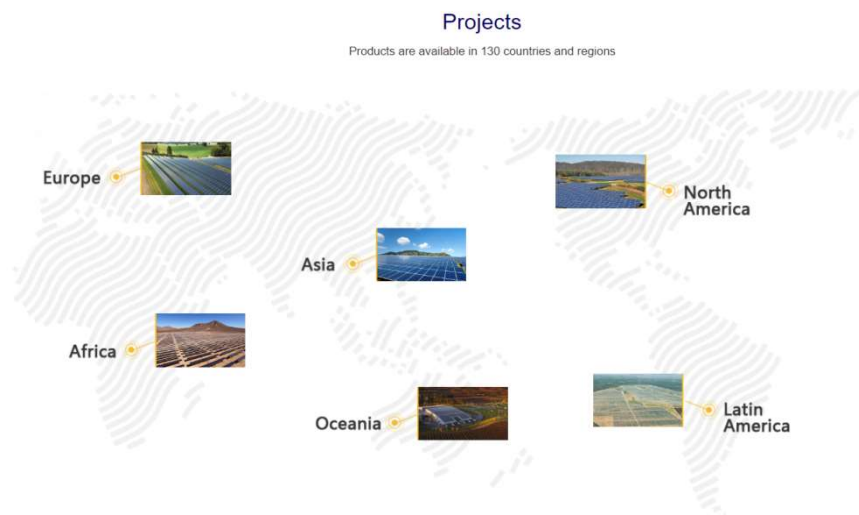 Projects
Products are available in 130 countries and regions
Europe
North
America
Asia
Africa
Oceania
Latin
America